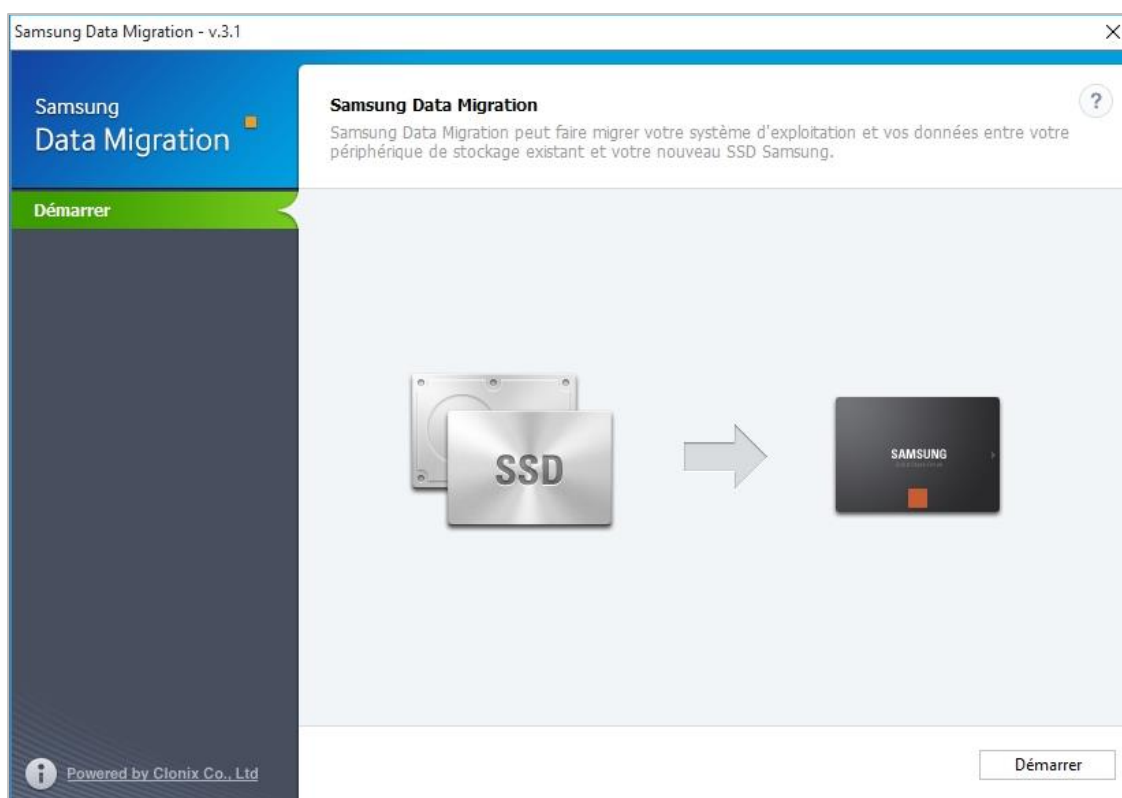 Samsung Data Migration - v.3.1
Samsung
Data Migration
Samsung Data Migration
?
Samsung Data Migration peut faire migrer votre système d'exploitation et vos données entre votre
périphérique de stockage existant et votre nouveau SSD Samsung.
Démarrer
SSD
SAMSUNG
i
Powered by Clonix Co., Ltd
Démarrer